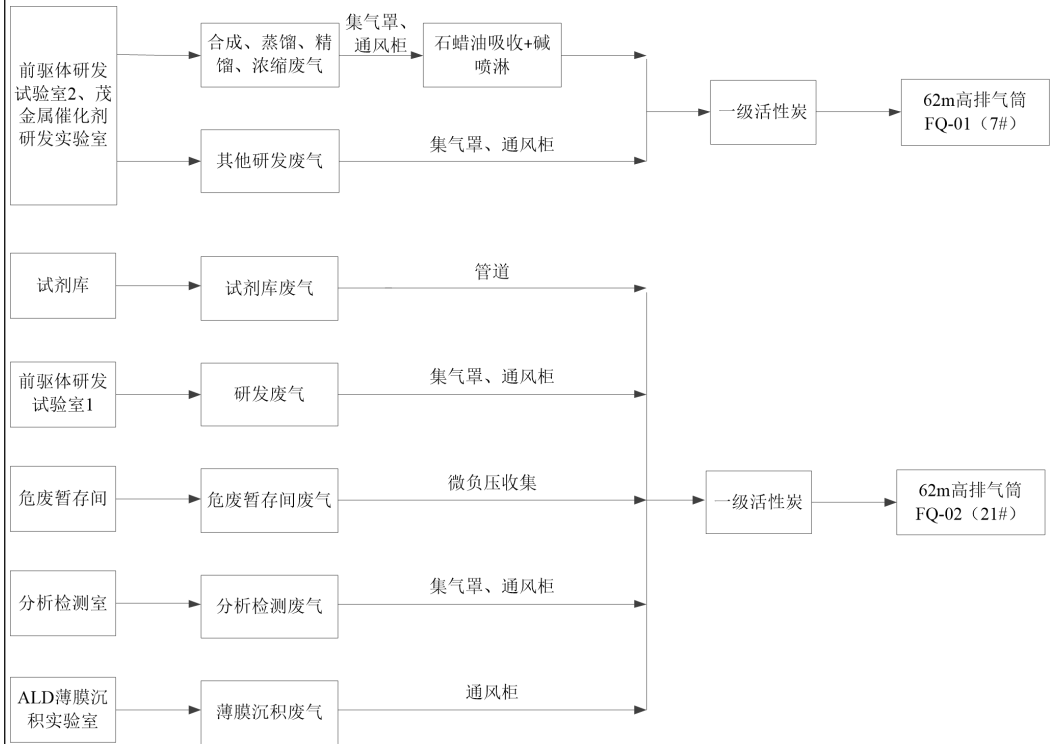 前驱体研发
试验室2、茂
金属催化剂
研发实验室
合成、蒸馏、精
馏、浓缩废气
集气罩、
通风柜
石蜡油吸收+碱
喷淋
其他研发废气
集气罩、通风柜
一级活性炭
62m高排气筒
FQ-01（7#）
试剂库
试剂库废气
管道
前驱体研发
试验室1
研发废气
集气罩、通风柜
危废暂存间
危废暂存间废气
微负压收集
一级活性炭
62m高排气筒
FQ-02（21#）
分析检测室
分析检测废气
集气罩、通风柜
ALD薄膜沉
积实验室
薄膜沉积废气
通风柜